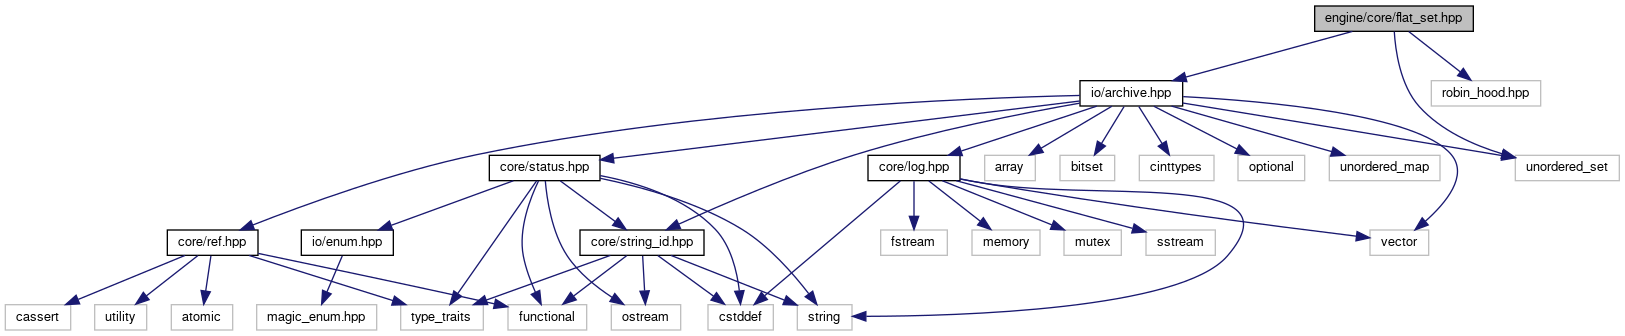 engine/core/flat_set.hpp
io/archive.hpp
robin_hood.hpp
core/status.hpp
core/log.hpp
array
bitset
cinttypes
optional
unordered_map
unordered_set
core/ref.hpp
io/enum.hpp
core/string_id.hpp
fstream
memory
mutex
sstream
vector
cassert
utility
atomic
magic_enum.hpp
type_traits
functional
ostream
cstddef
string